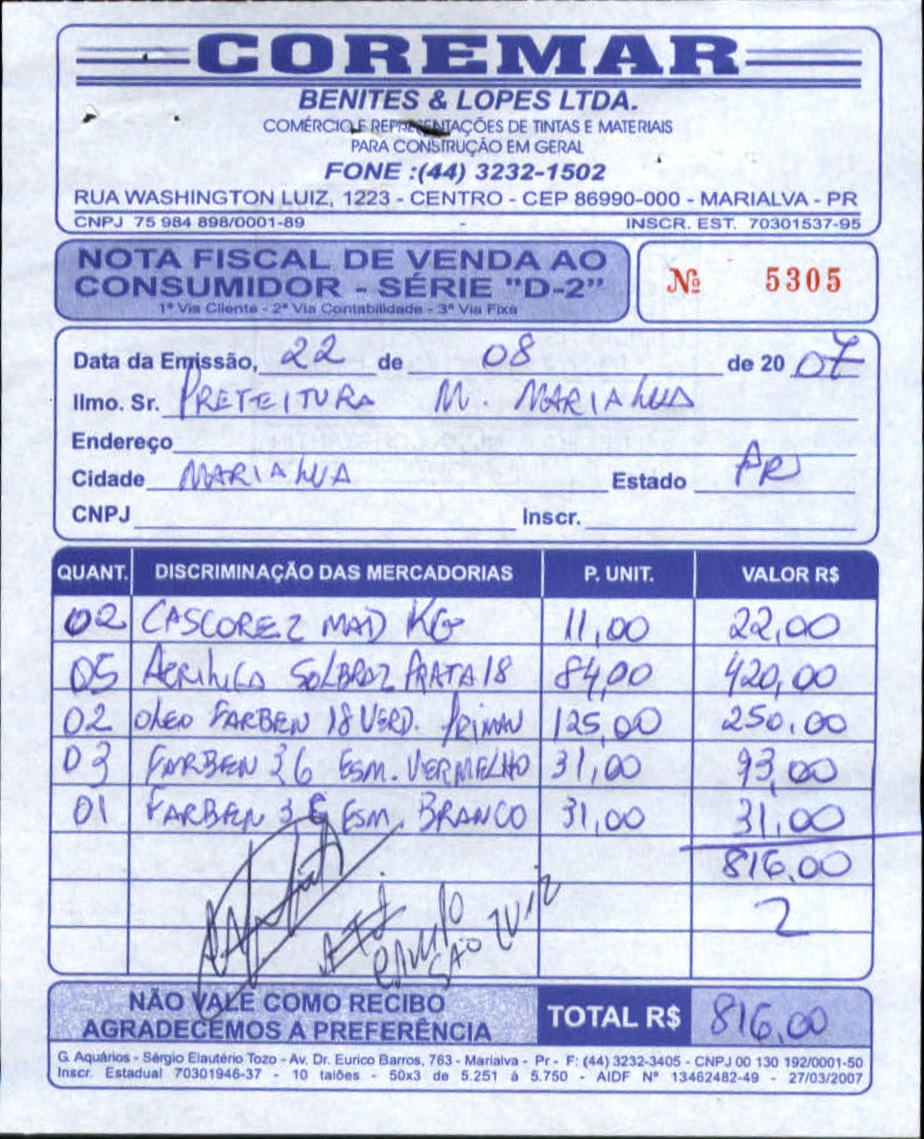 COREMAR
BENITES & LOPES LTDA.
COMÉRCIO E REPRESENTAÇÕES DE TINTAS E MATERIAIS
PARA CONSTRUÇÃO EM GERAL
FONE :(44) 3232-1502
RUA WASHINGTON LUIZ, 1223 - CENTRO - CEP 86990-000 - MARIALVA - PR
CNPJ 75 984 898/0001-89 - INSCR. EST. 70301537-95
NOTA FISCAL DE VENDA AO
CONSUMIDOR - SÉRIE "D-2"
1ª Via Cliente - 2ª Via Contabilidade - 3ª Via Fixa
Nº 5305
Data da Emissão, 22 de 08 de 20 07
Ilmo. Sr. PREFEITURA M. MARIALVA
Endereço
Cidade MARIALVA Estado PR
CNPJ Inscr.
QUANT. DISCRIMINAÇÃO DAS MERCADORIAS P. UNIT. VALOR R$
02 CASCOREZ MAD KG 11,00 22,00
05 ACRILICA SOLBRAZ PRATA 18 84,00 420,00
02 OLEO FARBEN 18 VERD. 125,00 250,00
03 FARBEN 36 ESM. VERMELHO 31,00 93,00
01 FARBEN 36 ESM. BRANCO 31,00 31,00
816,00
SÃO LUIZ
NÃO VALE COMO RECIBO
AGRADECEMOS A PREFERÊNCIA
TOTAL R$ 816,00
G. Aquários - Sérgio Elautério Tozo - Av. Dr. Eurico Barros, 763 - Marialva - Pr - F: (44) 3232-3405 - CNPJ 00 130 192/0001-50
Inscr. Estadual 70301946-37 - 10 talões - 50x3 de 5.251 á 5.750 - AIDF Nº 13462482-49 - 27/03/2007